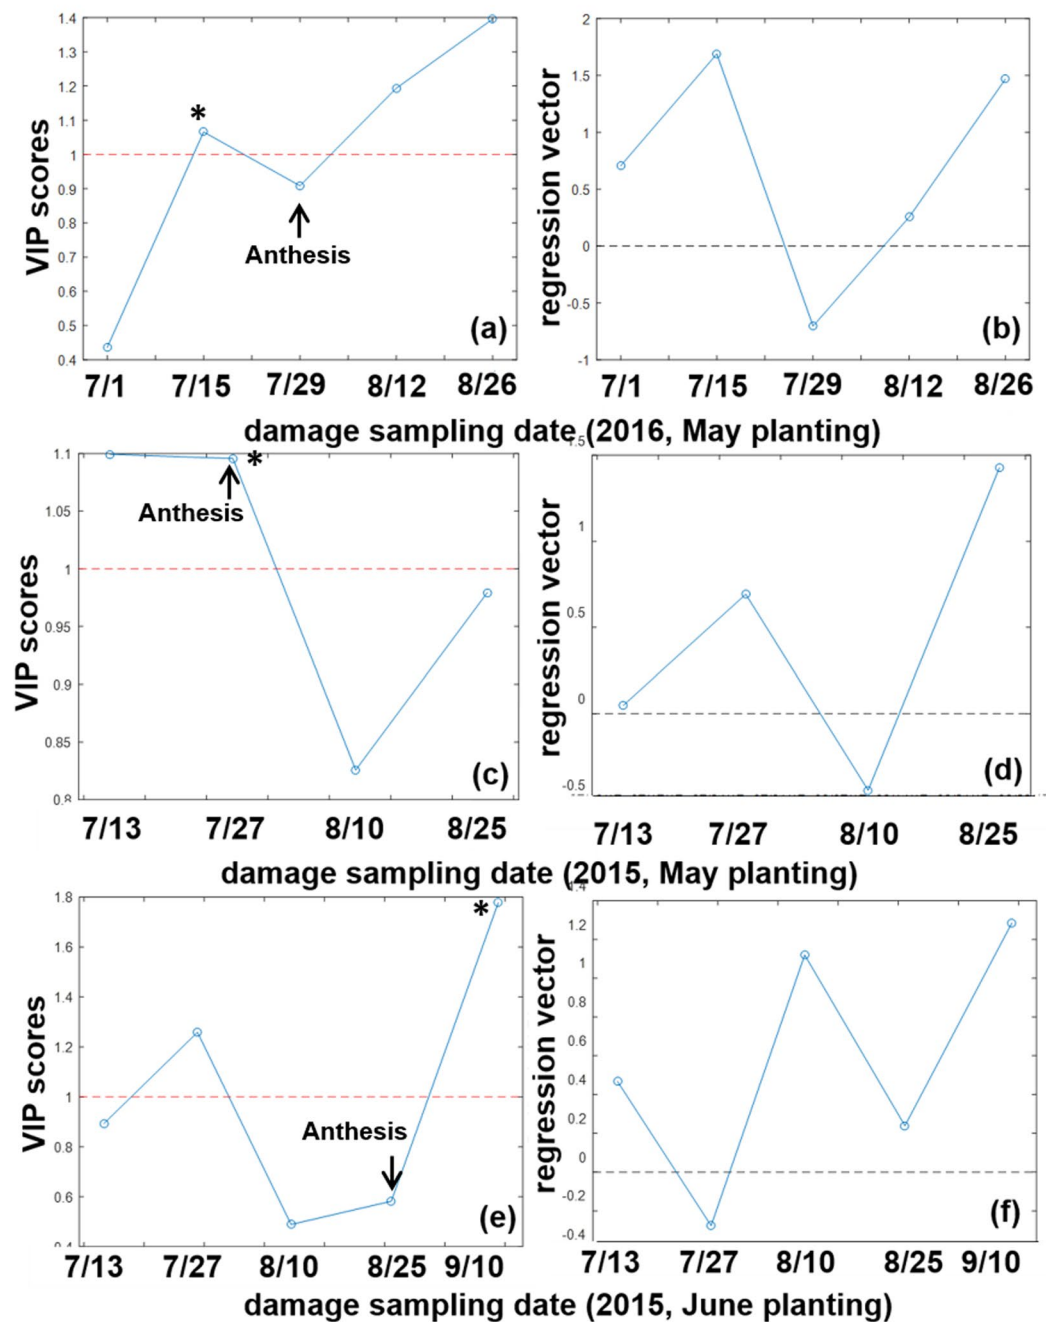 1.4
1.3
1.2
1.1
1
0.9
0.8
0.7
0.6
0.5
0.4
VIP scores
*
Anthesis
(a)
7/1 7/15 7/29 8/12 8/26
2
1.5
1
0.5
0
-0.5
-1
regression vector
(b)
7/1 7/15 7/29 8/12 8/26
damage sampling date (2016, May planting)
1.1
1.05
1
0.95
0.9
0.85
0.8
VIP scores
*
Anthesis
(c)
7/13 7/27 8/10 8/25
1.5
1
0.5
0
-0.5
regression vector
(d)
7/13 7/27 8/10 8/25
damage sampling date (2015, May planting)
1.8
1.6
1.4
1.2
1
0.8
0.6
0.4
VIP scores
*
Anthesis
(e)
7/13 7/27 8/10 8/25 9/10
1.4
1.2
1
0.8
0.6
0.4
0.2
0
-0.2
-0.4
regression vector
(f)
7/13 7/27 8/10 8/25 9/10
damage sampling date (2015, June planting)